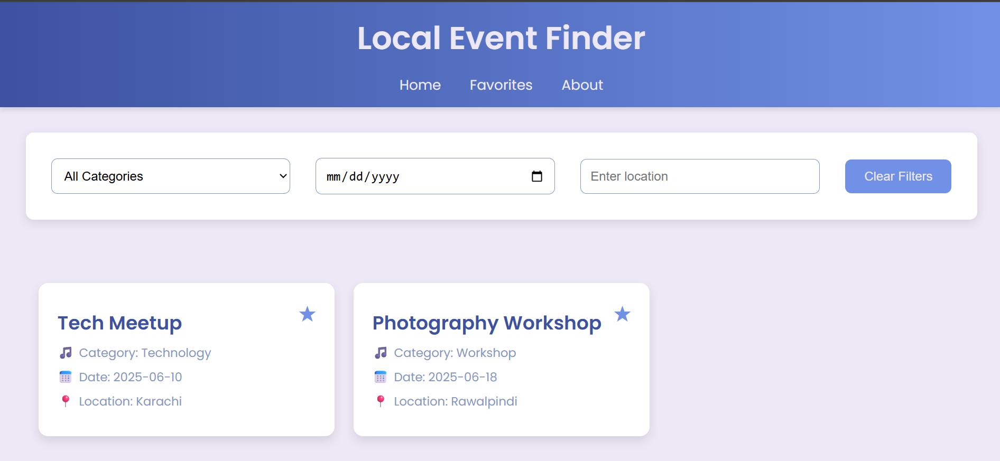 Local Event Finder
Home Favorites About
All Categories mm/dd/yyyy Enter location Clear Filters
Tech Meetup
Category: Technology
Date: 2025-06-10
Location: Karachi
Photography Workshop
Category: Workshop
Date: 2025-06-18
Location: Rawalpindi